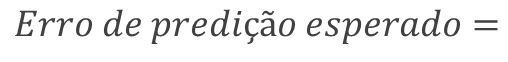 Erro de predição esperado =